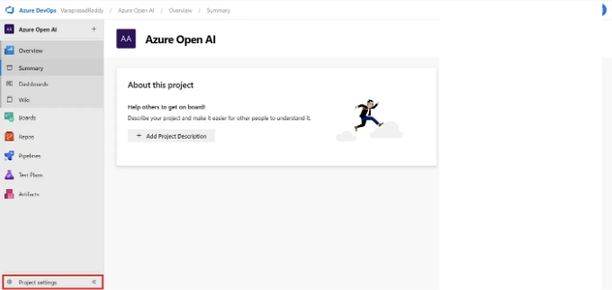 Azure DevOps VaraprasadReddy / Azure Open AI / Overview / Summary
AA Azure Open AI +
Overview
Summary
Dashboards
Wiki
Boards
Repos
Pipelines
Test Plans
Artifacts
Project settings «
AA Azure Open AI
About this project
Help others to get on board!
Describe your project and make it easier for other people to understand it.
+ Add Project Description